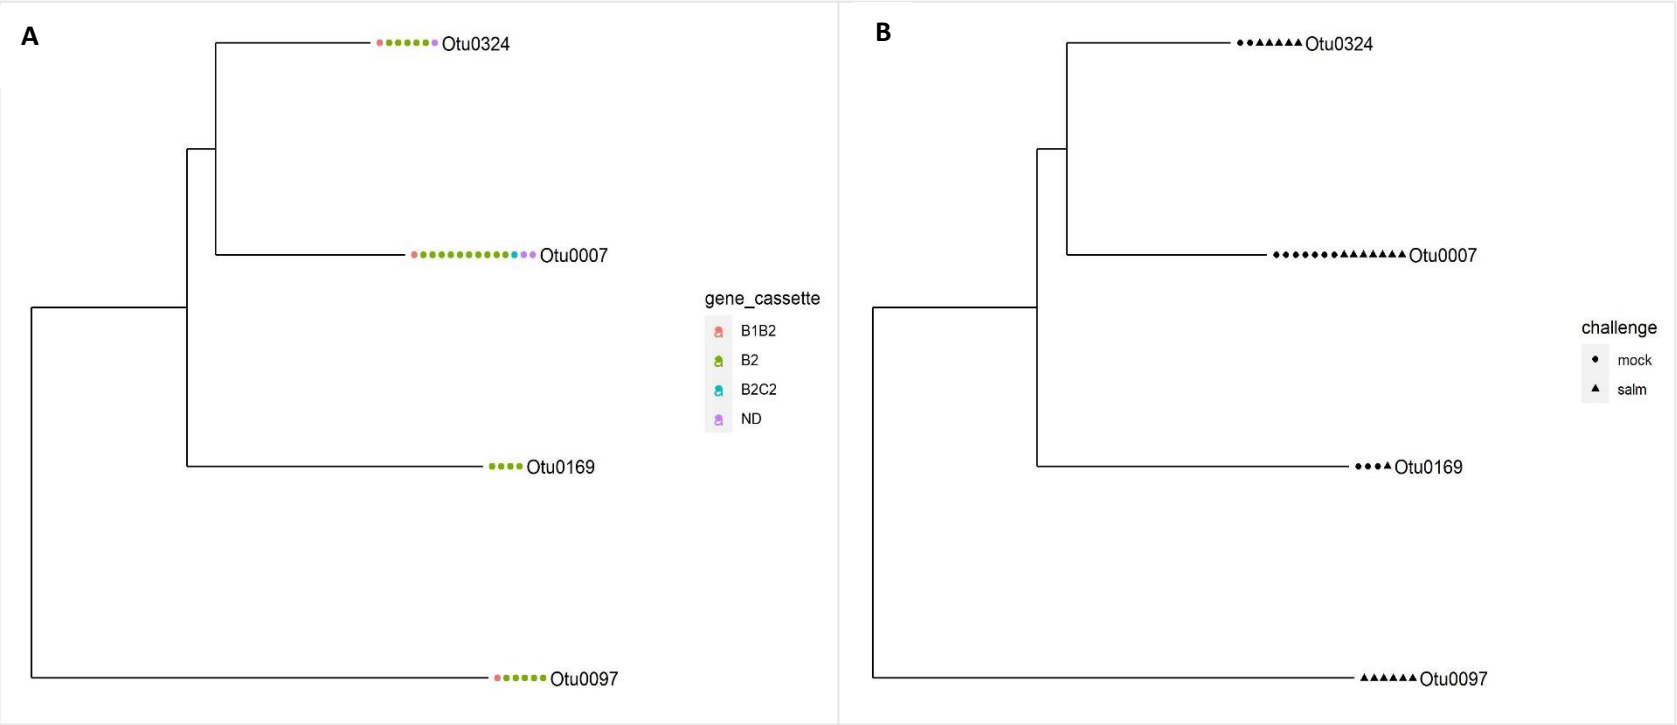 A
Otu0324
Otu0007
gene_cassette
a B1B2
a B2
a B2C2
a ND
Otu0169
Otu0097
B
Otu0324
Otu0007
challenge
mock
salm
Otu0169
Otu0097